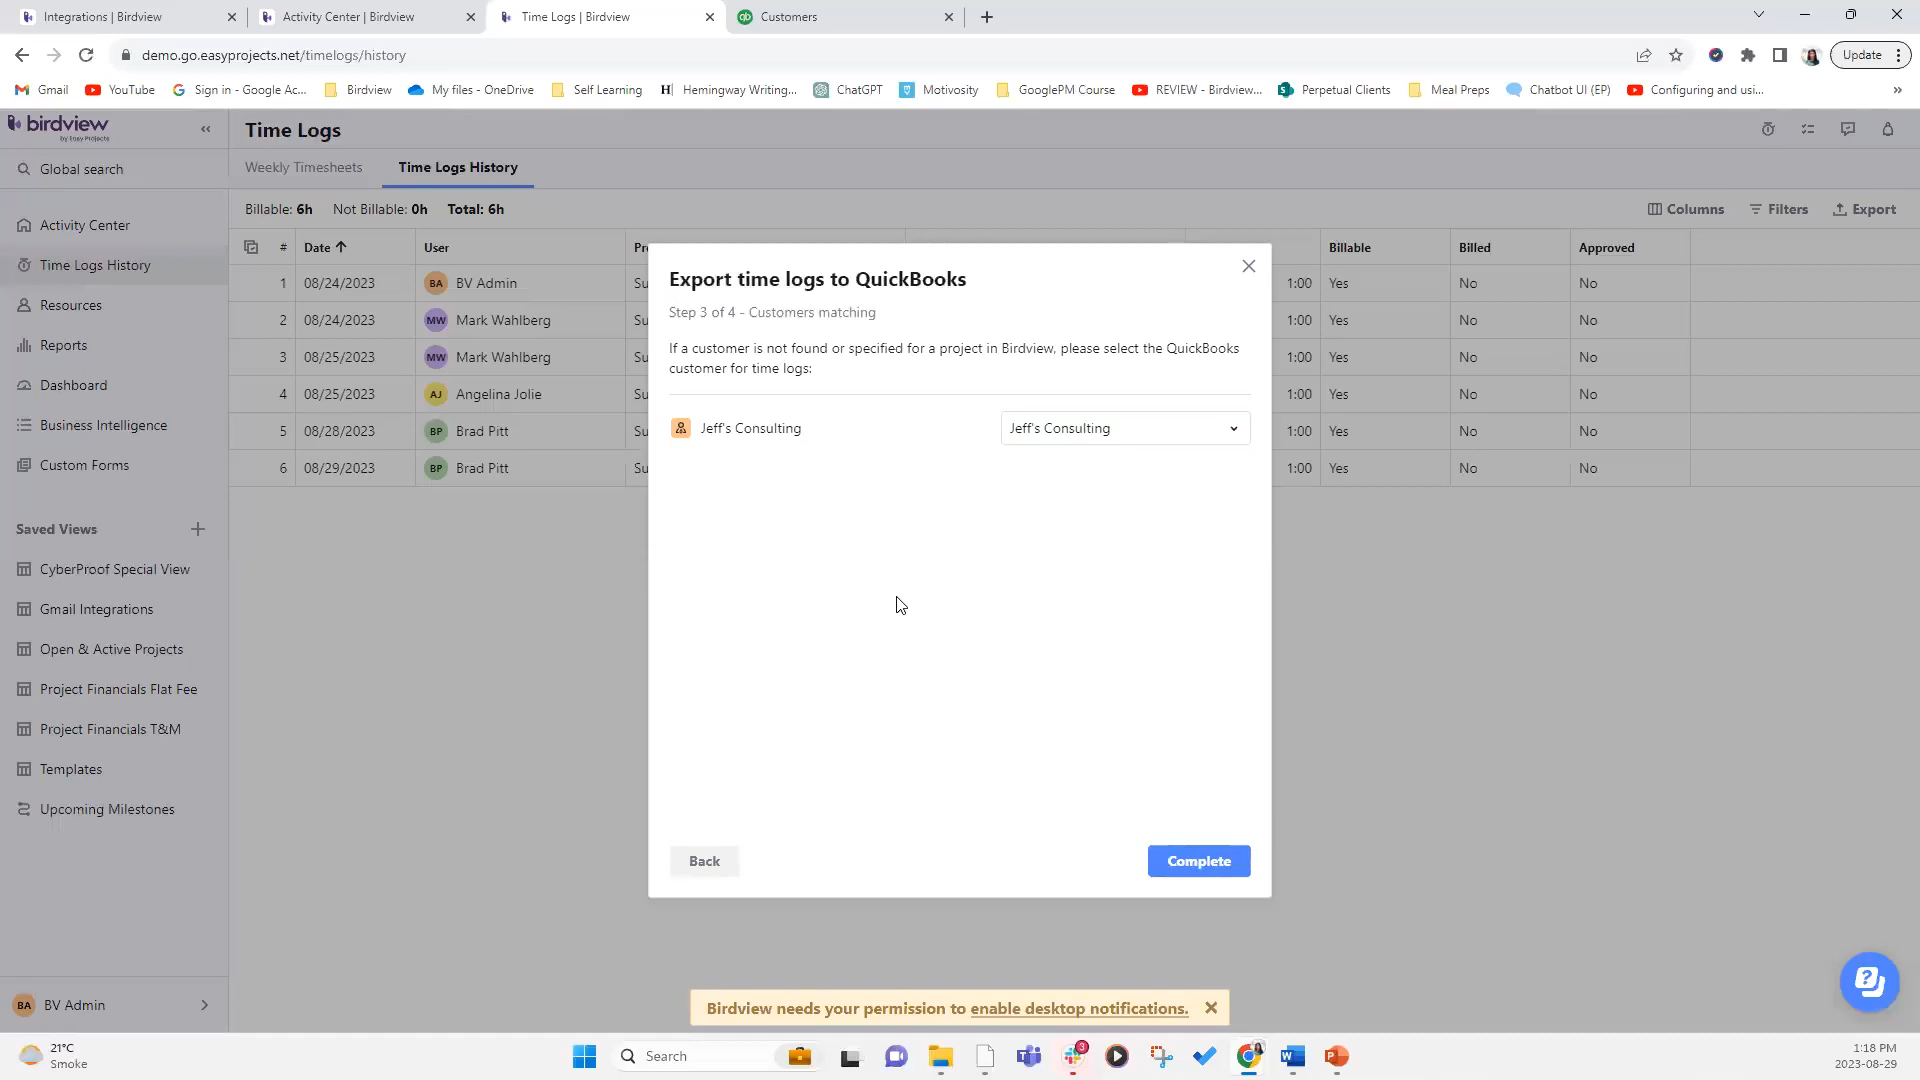 Integrations | Birdview
Activity Center | Birdview
Time Logs | Birdview
Customers
demo.go.easyprojects.net/timelogs/history
Update
Gmail
YouTube
Sign in - Google Ac...
Birdview
My files - OneDrive
Self Learning
Hemingway Writing...
ChatGPT
Motivosity
GooglePM Course
REVIEW - Birdview...
Perpetual Clients
Meal Preps
Chatbot UI (EP)
Configuring and usi...
birdview
by Easy Projects
Global search
Activity Center
Time Logs History
Resources
Reports
Dashboard
Business Intelligence
Custom Forms
Saved Views
CyberProof Special View
Gmail Integrations
Open & Active Projects
Project Financials Flat Fee
Project Financials T&M
Templates
Upcoming Milestones
BA BV Admin
Time Logs
Weekly Timesheets
Time Logs History
Billable: 6h Not Billable: 0h Total: 6h
Columns
Filters
Export
# Date User Pr Billable Billed Approved
1 08/24/2023 BA BV Admin Su 1:00 Yes No No
2 08/24/2023 MW Mark Wahlberg Su 1:00 Yes No No
3 08/25/2023 MW Mark Wahlberg Su 1:00 Yes No No
4 08/25/2023 AJ Angelina Jolie Su 1:00 Yes No No
5 08/28/2023 BP Brad Pitt Su 1:00 Yes No No
6 08/29/2023 BP Brad Pitt Su 1:00 Yes No No
Export time logs to QuickBooks
Step 3 of 4 - Customers matching
If a customer is not found or specified for a project in Birdview, please select the QuickBooks
customer for time logs:
Jeff's Consulting
Jeff's Consulting
Back
Complete
Birdview needs your permission to enable desktop notifications.
21°C
Smoke
Search
3
1:18 PM
2023-08-29